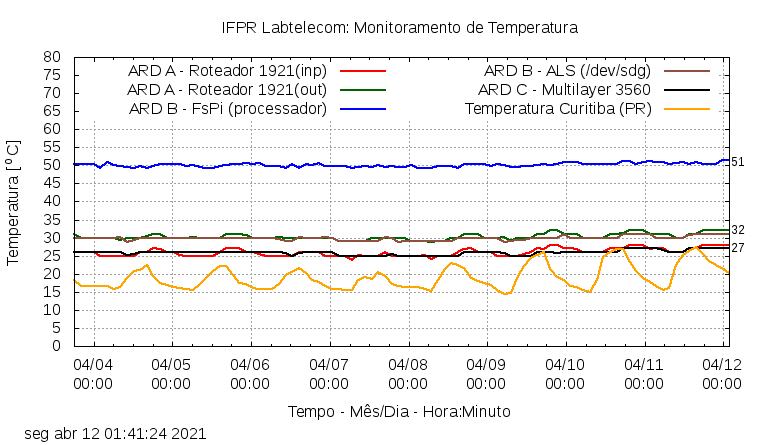 IFPR Labtelecom: Monitoramento de Temperatura
Temperatura [ºC]
80
75
70
65
60
55
50
45
40
35
30
25
20
15
10
5
0
ARD A - Roteador 1921(inp)
ARD A - Roteador 1921(out)
ARD B - FsPi (processador)
ARD B - ALS (/dev/sdg)
ARD C - Multilayer 3560
Temperatura Curitiba (PR)
51
32
27
04/04 00:00
04/05 00:00
04/06 00:00
04/07 00:00
04/08 00:00
04/09 00:00
04/10 00:00
04/11 00:00
04/12 00:00
Tempo - Mês/Dia - Hora:Minuto
seg abr 12 01:41:24 2021